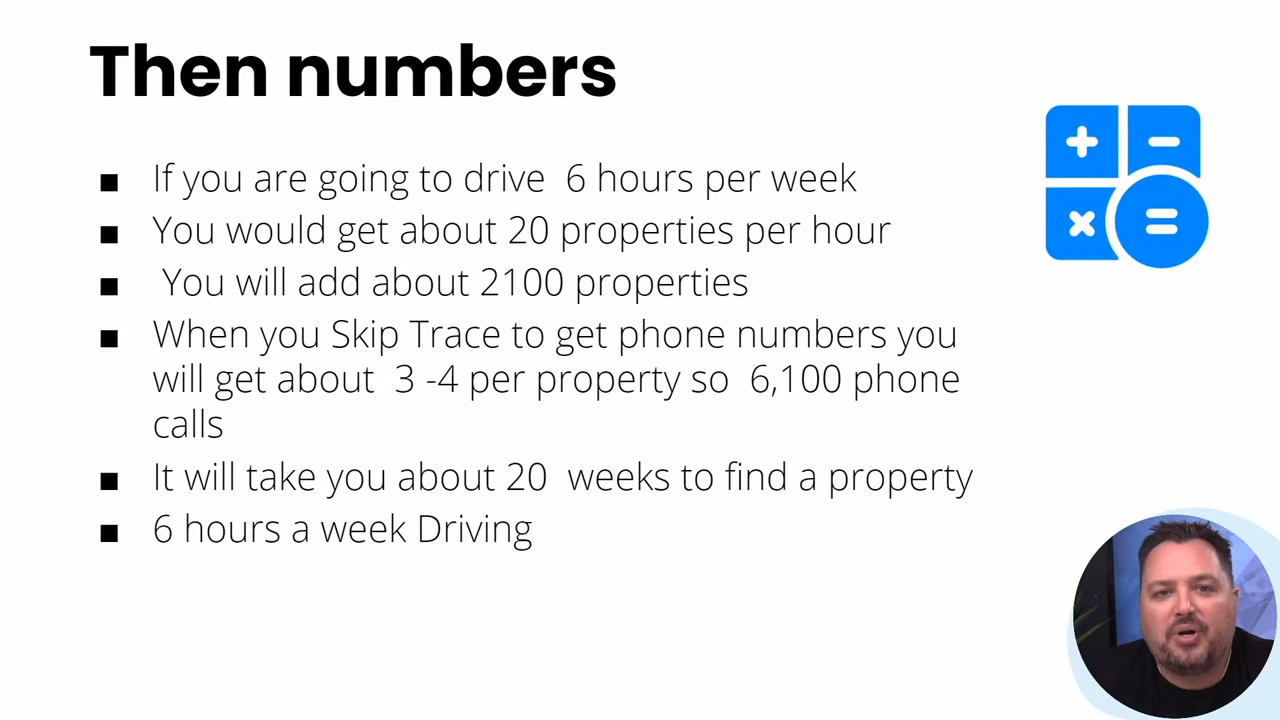 Then numbers
If you are going to drive  6 hours per week
You would get about 20 properties per hour
You will add about 2100 properties
When you Skip Trace to get phone numbers you
will get about  3 -4 per property so  6,100 phone
calls
It will take you about 20  weeks to find a property
6 hours a week Driving